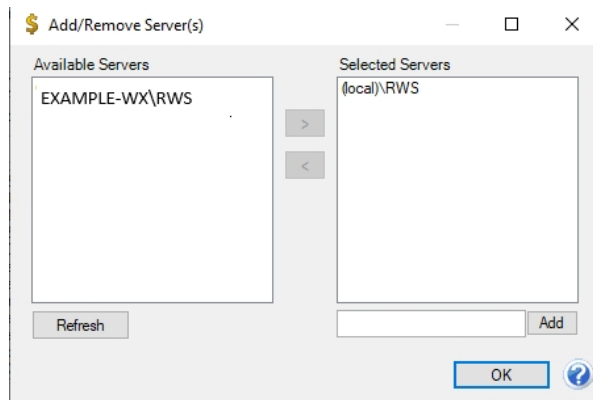 $ Add/Remove Server(s)
Available Servers
Selected Servers
EXAMPLE-WX\RWS
(local)\RWS
>
<
Refresh
Add
OK
?